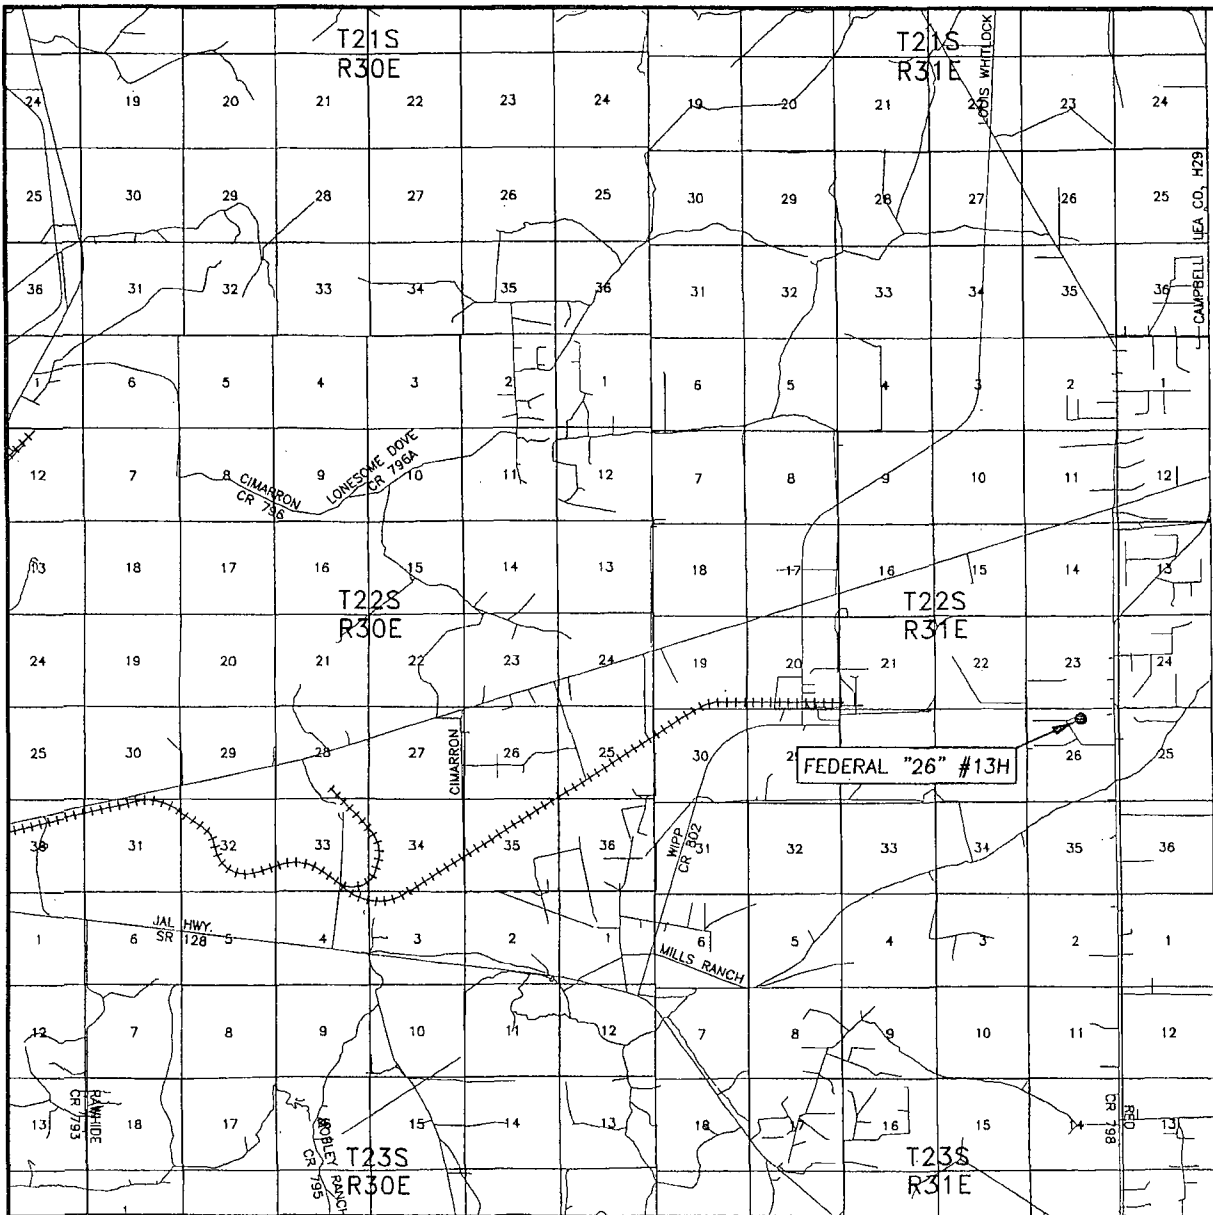 T21S
R30E
T21S
R31E
LOUIS WHITLOCK
24 19 20 21 22 23 24 19 20 21 22 23 24
25 30 29 28 27 26 25 30 29 28 27 26 25
CAMPBELL LEA CO, H29
36 31 32 33 34 35 36 31 32 33 34 35 36
1 6 5 4 3 2 1 6 5 4 3 2 1
12 7 8 9 10 11 12 7 8 9 10 11 12
CIMARRON
CR 796
LONESOME DOVE
CR 796A
13 18 17 16 15 14 13 18 17 16 15 14 13
T22S
R30E
T22S
R31E
24 19 20 21 22 23 24 19 20 21 22 23 24
25 30 29 28 27 26 25 30 26 25
CIMARRON
FEDERAL "26" #13H
36 31 32 33 34 35 36 31 32 33 34 35 36
WIPP
CR 802
JAL HWY.
SR 128
1 6 5 4 3 2 1 6 5 4 3 2 1
MILLS RANCH
12 7 8 9 10 11 12 7 8 9 10 11 12
RAWHIDE
CR 793
13 18 17 15 14 13 18 17 16 15 14 13
MOBLEY RANCH
CR 795
RED
CR 798
T23S
R30E
T23S
R31E